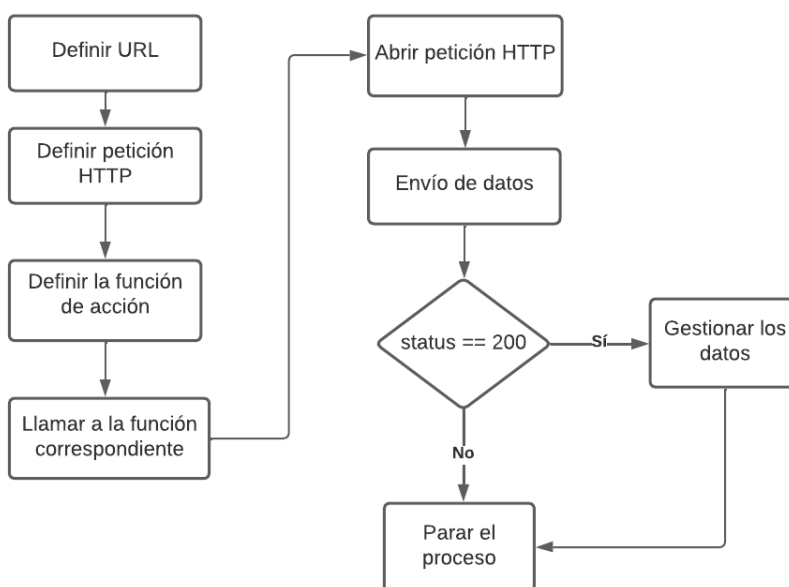 Definir URL
Definir petición
HTTP
Definir la función
de acción
Llamar a la función
correspondiente
Abrir petición HTTP
Envío de datos
status == 200
Sí
Gestionar los
datos
No
Parar el
proceso